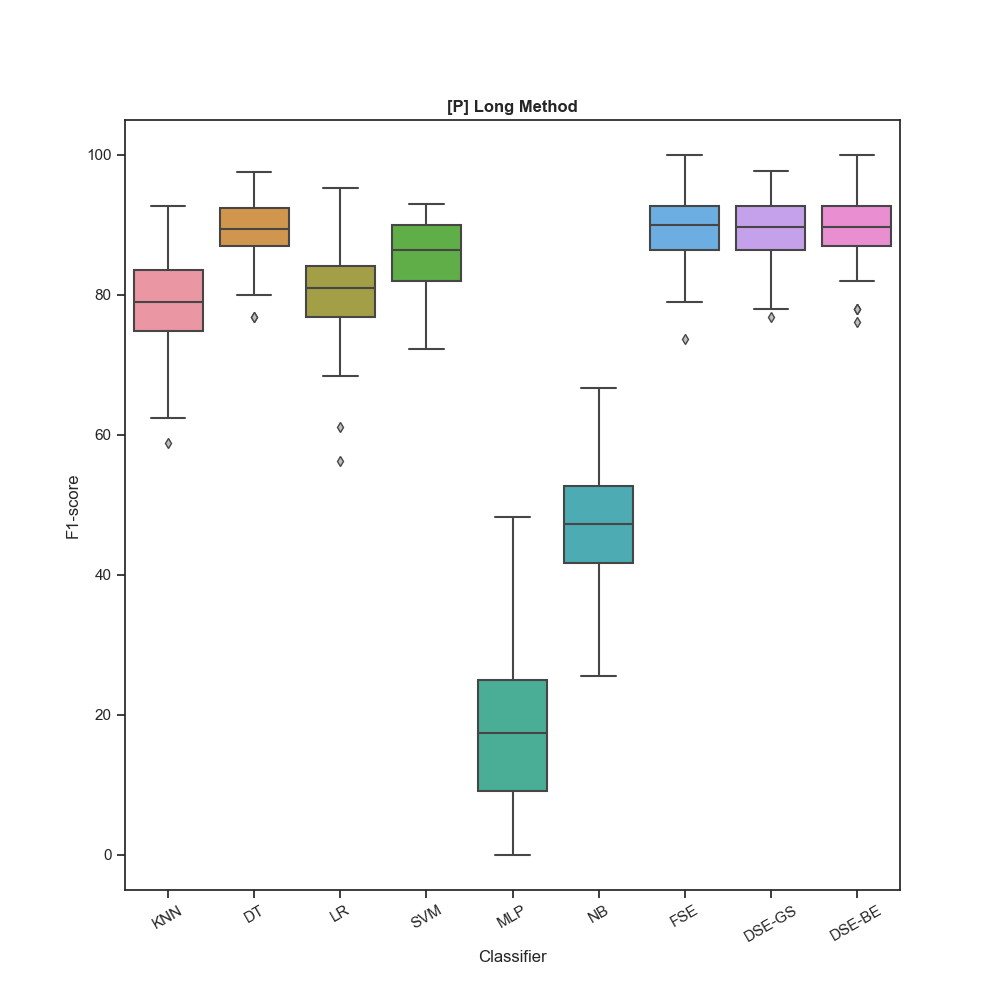 [P] Long Method
100
80
60
40
20
0
F1-score
KNN
DT
LR
SVM
MLP
NB
FSE
DSE-GS
DSE-BE
Classifier